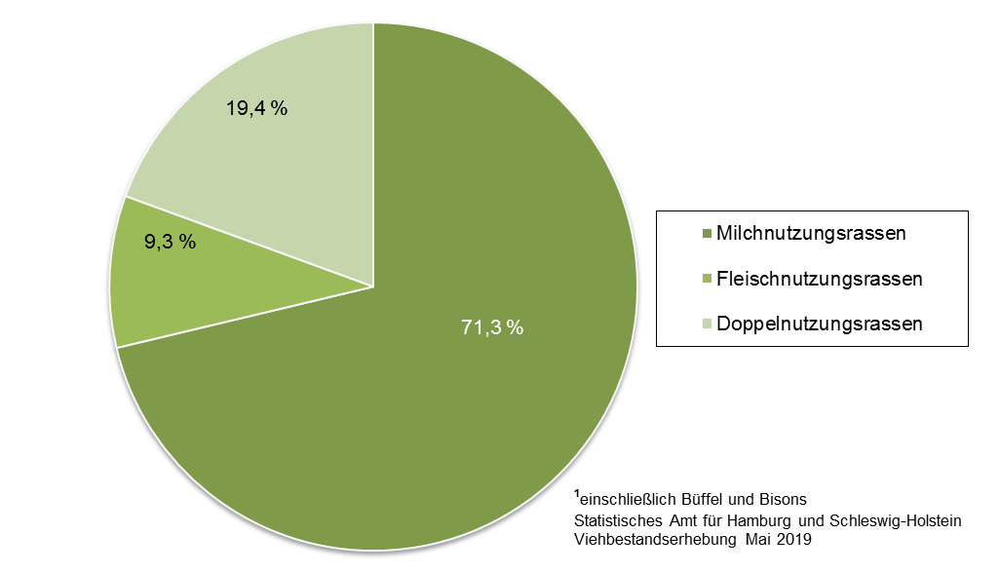 19,4 %
9,3 %
71,3 %
Milchnutzungsrassen
Fleischnutzungsrassen
Doppelnutzungsrassen
¹einschließlich Büffel und Bisons
Statistisches Amt für Hamburg und Schleswig-Holstein
Viehbestandserhebung Mai 2019